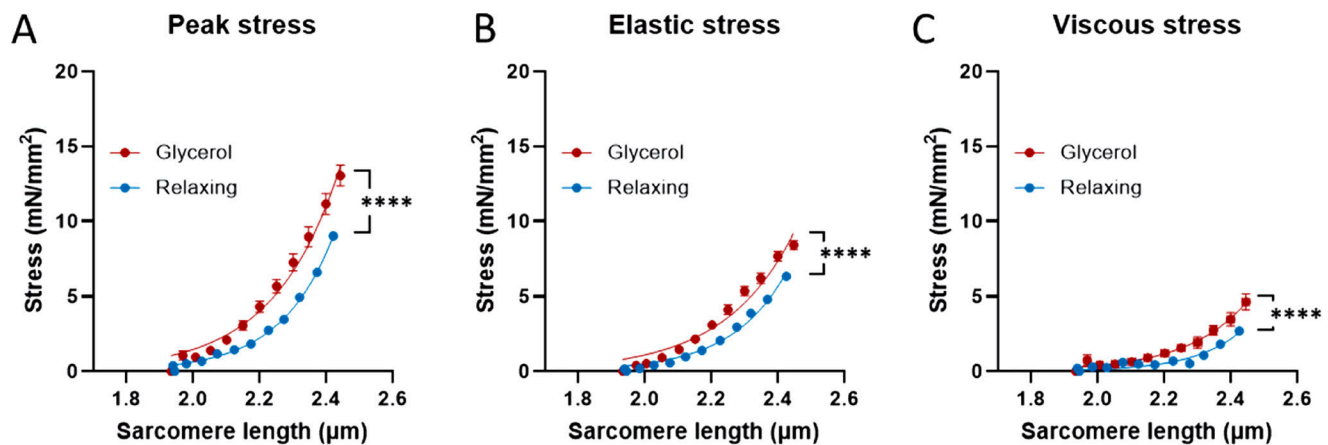 A
Peak stress
Stress (mN/mm²)
20
15
10
5
0
Glycerol
Relaxing
****
1.8 2.0 2.2 2.4 2.6
Sarcomere length (µm)
B
Elastic stress
Stress (mN/mm²)
20
15
10
5
0
Glycerol
Relaxing
****
1.8 2.0 2.2 2.4 2.6
Sarcomere length (µm)
C
Viscous stress
Stress (mN/mm²)
20
15
10
5
0
Glycerol
Relaxing
****
1.8 2.0 2.2 2.4 2.6
Sarcomere length (µm)